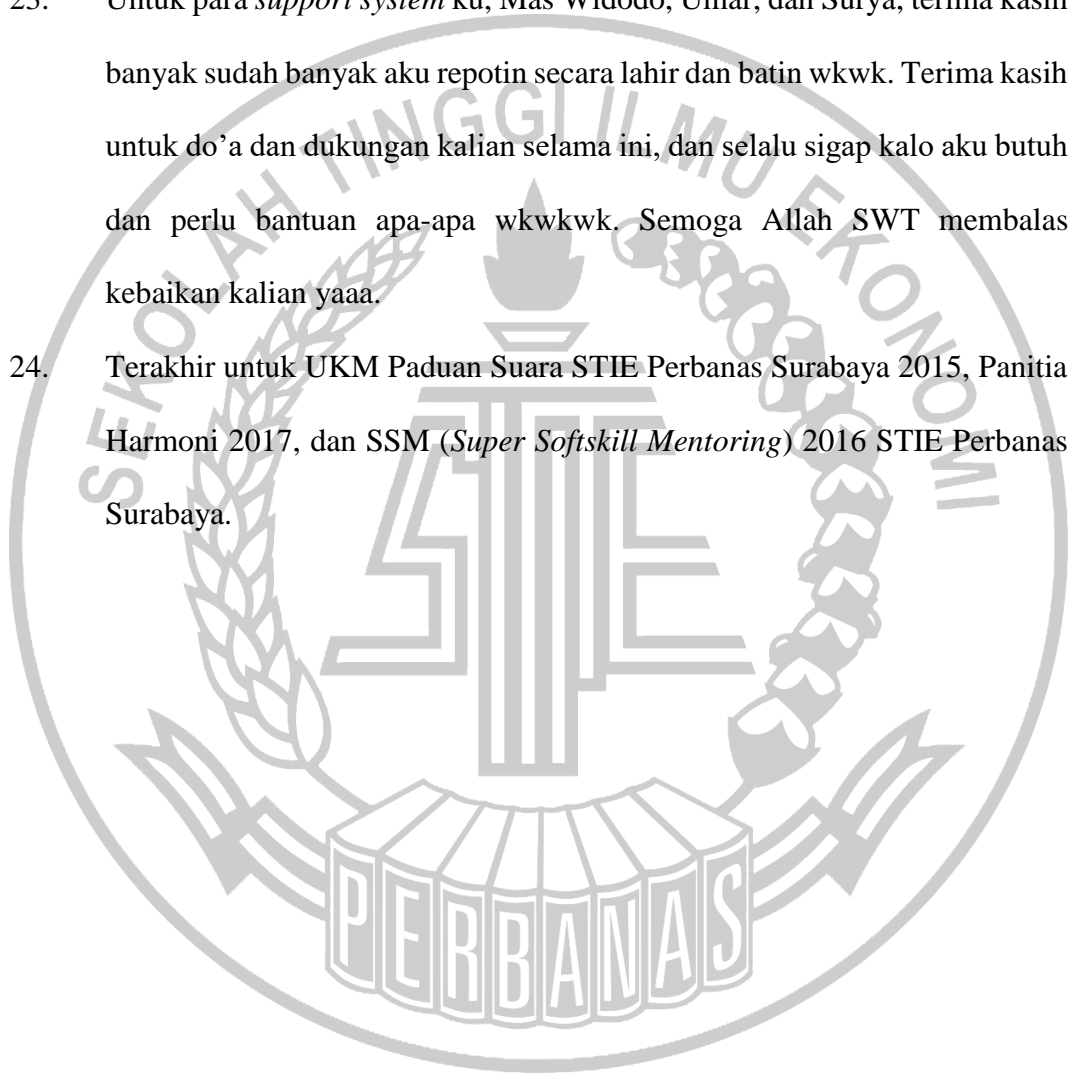 23. Untuk para support system ku, Mas Widodo, Umar, dan Surya, terima kasih
banyak sudah banyak aku repotin secara lahir dan batin wkwk. Terima kasih
untuk do’a dan dukungan kalian selama ini, dan selalu sigap kalo aku butuh
dan perlu bantuan apa-apa wkwkwk. Semoga Allah SWT membalas
kebaikan kalian yaaa.
24. Terakhir untuk UKM Paduan Suara STIE Perbanas Surabaya 2015, Panitia
Harmoni 2017, dan SSM (Super Softskill Mentoring) 2016 STIE Perbanas
Surabaya.
SEKOLAH TINGGI ILMU EKONOMI
STIE
PERBANAS